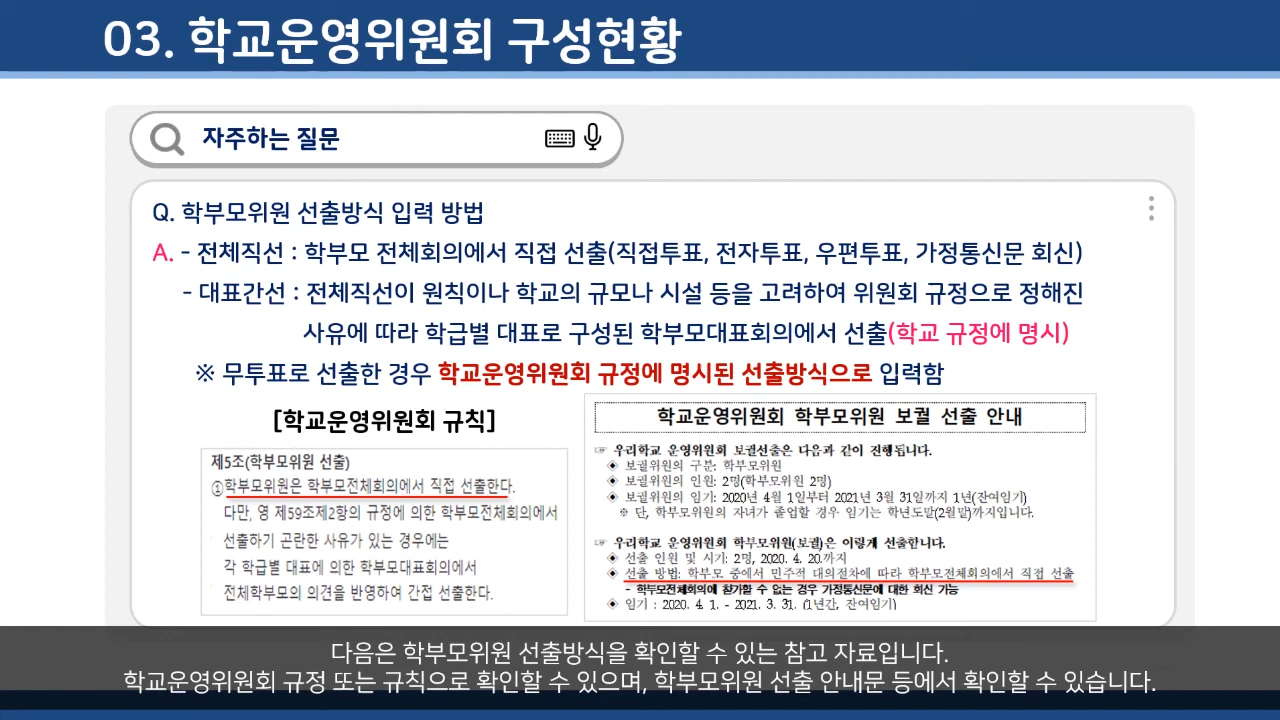 03. 학교운영위원회 구성현황
자주하는 질문
Q. 학부모위원 선출방식 입력 방법
A. - 전체직선 : 학부모 전체회의에서 직접 선출(직접투표, 전자투표, 우편투표, 가정통신문 회신)
- 대표간선 : 전체직선이 원칙이나 학교의 규모나 시설 등을 고려하여 위원회 규정으로 정해진
사유에 따라 학급별 대표로 구성된 학부모대표회의에서 선출(학교 규정에 명시)
※ 무투표로 선출한 경우 학교운영위원회 규정에 명시된 선출방식으로 입력함
[학교운영위원회 규칙]
제5조(학부모위원 선출)
①학부모위원은 학부모전체회의에서 직접 선출한다.
다만, 영 제59조제2항의 규정에 의한 학부모전체회의에서
선출하기 곤란한 사유가 있는 경우에는
각 학급별 대표에 의한 학부모대표회의에서
전체학부모의 의견을 반영하여 간접 선출한다.
학교운영위원회 학부모위원 보궐 선출 안내
☞ 우리학교 운영위원회 보궐선출은 다음과 같이 진행됩니다.
◈ 보궐위원의 구분: 학부모위원
◈ 보궐위원의 인원: 2명(학부모위원 2명)
◈ 보궐위원의 임기: 2020년 4월 1일부터 2021년 3월 31일까지 1년(잔여임기)
※ 단, 학부모위원의 자녀가 졸업할 경우 임기는 학년도말(2월말)까지입니다.
☞ 우리학교 운영위원회 학부모위원(보궐)은 이렇게 선출합니다.
◈ 선출 인원 및 시기: 2명, 2020. 4. 20.까지
◈ 선출 방법: 학부모 중에서 민주적 대의절차에 따라 학부모전체회의에서 직접 선출
- 학부모전체회의에 참가할 수 없는 경우 가정통신문에 대한 회신 가능
◈ 임기 : 2020. 4. 1. - 2021. 3. 31. (1년간, 잔여임기)
다음은 학부모위원 선출방식을 확인할 수 있는 참고 자료입니다.
학교운영위원회 규정 또는 규칙으로 확인할 수 있으며, 학부모위원 선출 안내문 등에서 확인할 수 있습니다.